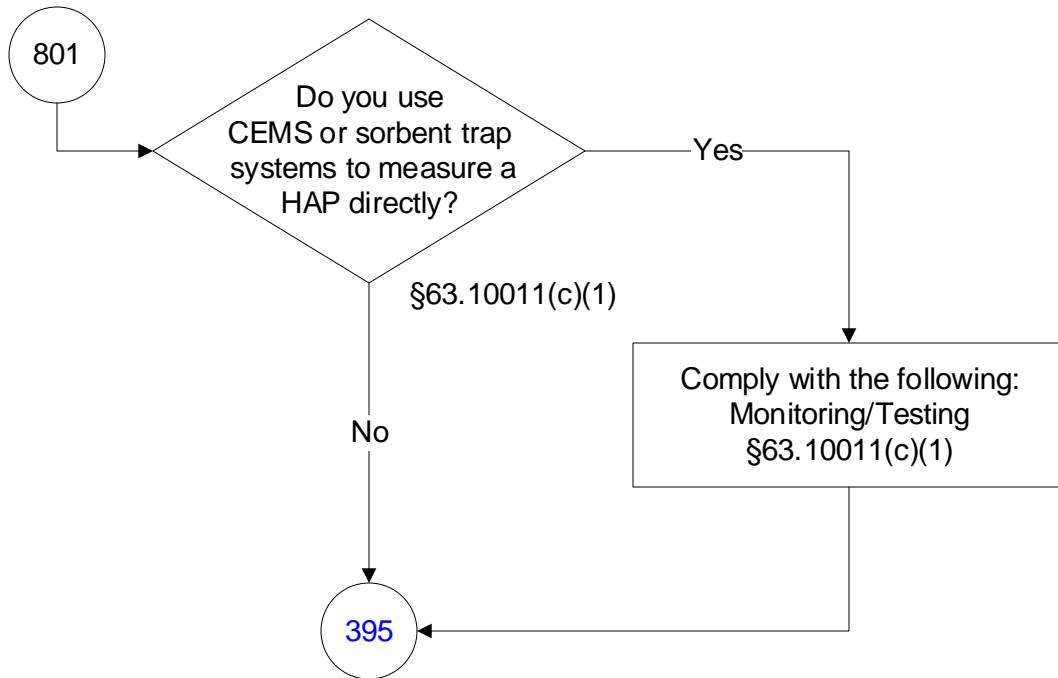 801
Do you use
CEMS or sorbent trap
systems to measure a
HAP directly?
Yes
§63.10011(c)(1)
Comply with the following:
Monitoring/Testing
§63.10011(c)(1)
No
395